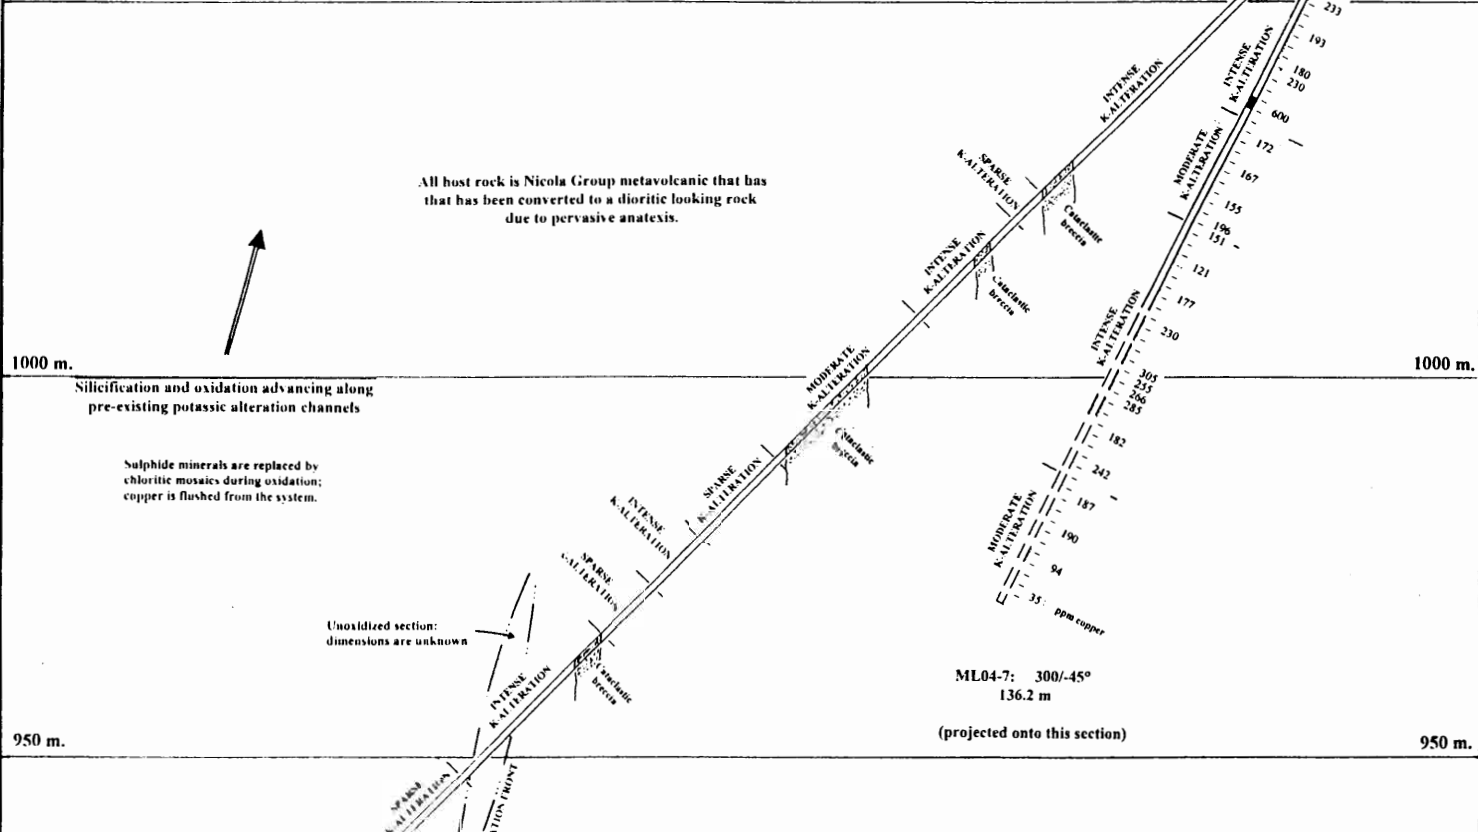 233
193
180
230
600
172
167
155
196
151
121
177
230
305
255
266
285
182
242
187
190
94
35
ppm copper
INTENSE
K-ALTERATION
MODERATE
K-ALTERATION
INTENSE
K-ALTERATION
MODERATE
K-ALTERATION
INTENSE
K-ALTERATION
SPARSE
K-ALTERATION
Cataclastic
breccia
INTENSE
K-ALTERATION
Cataclastic
breccia
MODERATE
K-ALTERATION
Cataclastic
breccia
SPARSE
K-ALTERATION
INTENSE
K-ALTERATION
SPARSE
K-ALTERATION
Cataclastic
breccia
INTENSE
K-ALTERATION
SPARSE
K-ALTERATION
All host rock is Nicola Group metavolcanic that has
that has been converted to a dioritic looking rock
due to pervasive anatexis.
1000 m.
1000 m.
Silicification and oxidation advancing along
pre-existing potassic alteration channels
Sulphide minerals are replaced by
chloritic mosaics during oxidation;
copper is flushed from the system.
Unoxidized section:
dimensions are unknown
ML04-7: 300/-45°
136.2 m
(projected onto this section)
950 m.
950 m.
TION FRONT